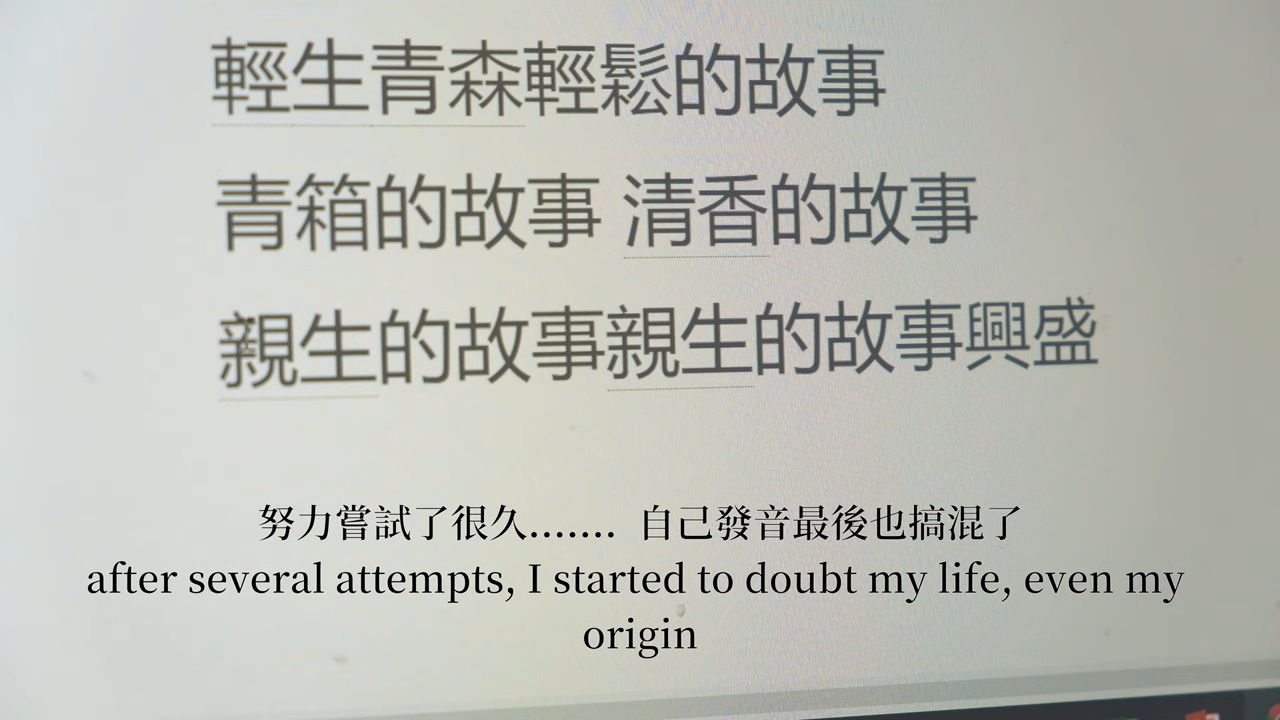 輕生青森輕鬆的故事
青箱的故事 清香的故事
親生的故事親生的故事興盛
努力嘗試了很久....... 自己發音最後也搞混了
after several attempts, I started to doubt my life, even my
origin